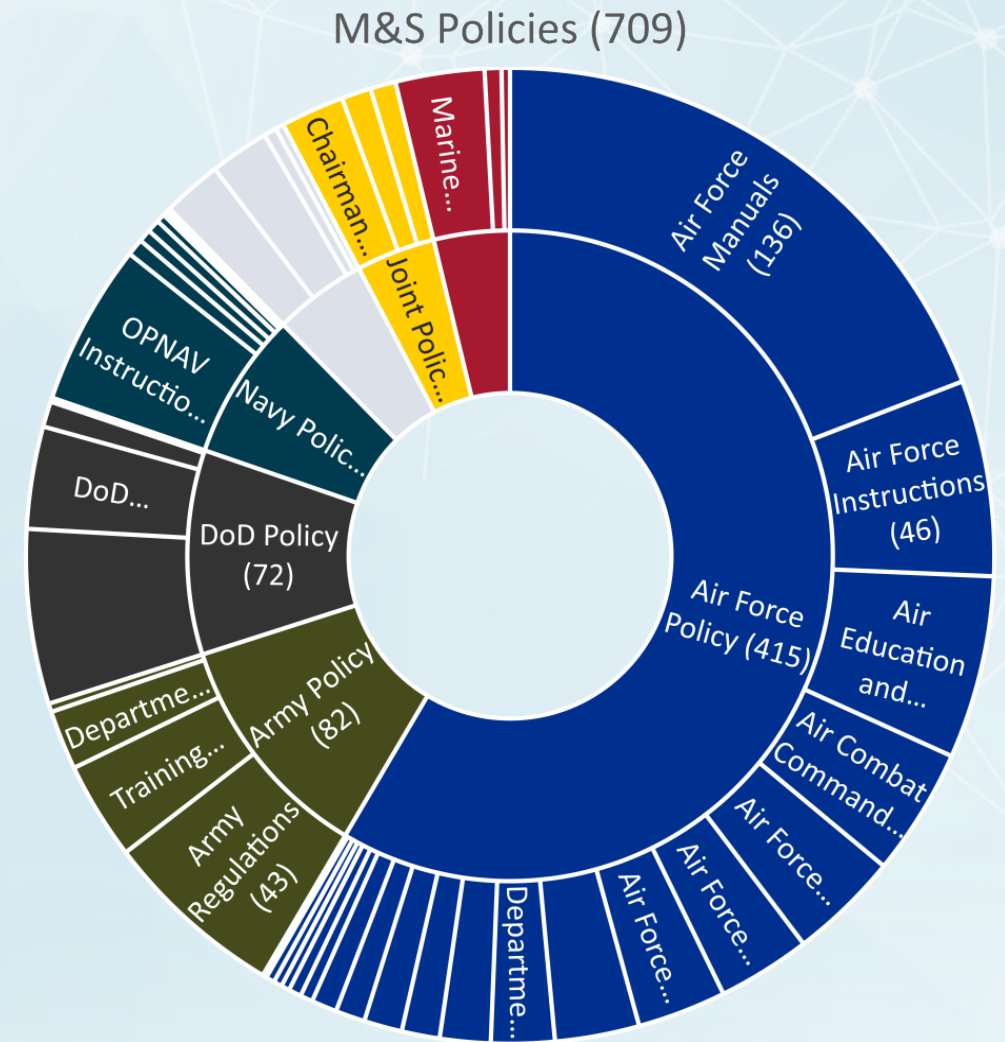 M&S Policies (709)
Air Force
Manuals
(136)
Air Force
Instructions
(46)
Air
Education
and...
Air Combat
Command...
Air Force...
Air Force...
Air Force...
Departme...
Army
Regulations
(43)
Training...
Departme...
DoD...
OPNAV
Instructio...
Chairman...
Marine...
Air Force
Policy (415)
Army Policy
(82)
DoD Policy
(72)
Navy Polic...
Joint Polic...